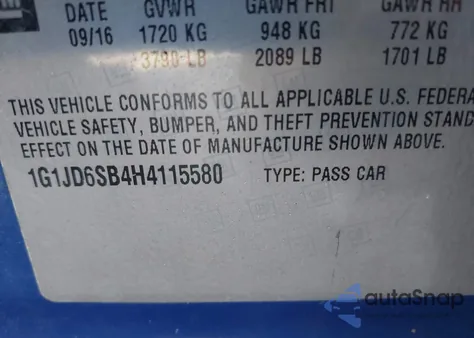 DATE GVWR GAWR FRT GAWR RR
09/16 1720 KG 948 KG 772 KG
3790 LB 2089 LB 1701 LB
THIS VEHICLE CONFORMS TO ALL APPLICABLE U.S. FEDERA
VEHICLE SAFETY, BUMPER, AND THEFT PREVENTION STAND
EFFECT ON THE DATE OF MANUFACTURE SHOWN ABOVE.
1G1JD6SB4H4115580 TYPE: PASS CAR
autoSnap